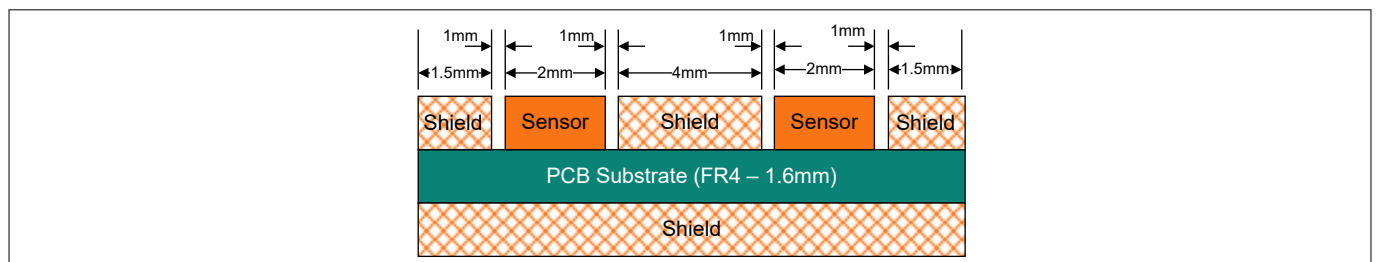 1mm 1mm 1mm 1mm
1.5mm 2mm 4mm 2mm 1.5mm
Shield Sensor Shield Sensor Shield
PCB Substrate (FR4 – 1.6mm)
Shield